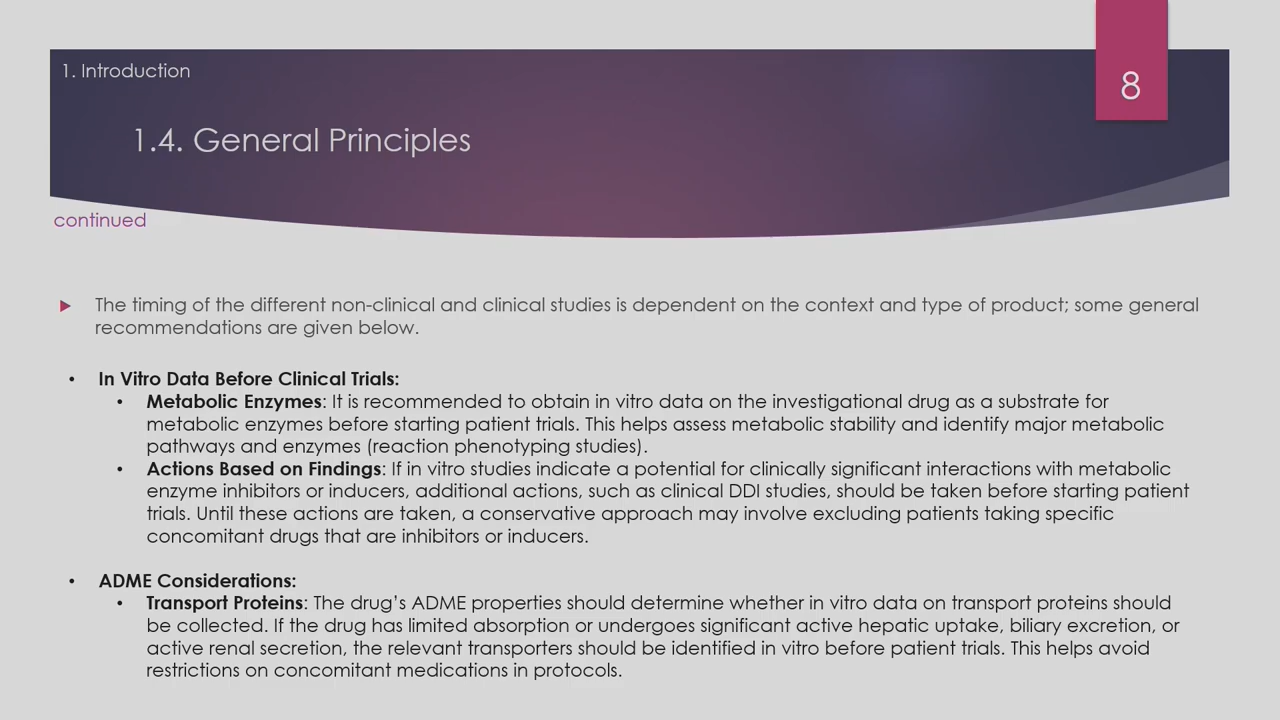 1. Introduction
8
1.4. General Principles
continued
The timing of the different non-clinical and clinical studies is dependent on the context and type of product; some general
recommendations are given below.
• In Vitro Data Before Clinical Trials:
• Metabolic Enzymes: It is recommended to obtain in vitro data on the investigational drug as a substrate for
metabolic enzymes before starting patient trials. This helps assess metabolic stability and identify major metabolic
pathways and enzymes (reaction phenotyping studies).
• Actions Based on Findings: If in vitro studies indicate a potential for clinically significant interactions with metabolic
enzyme inhibitors or inducers, additional actions, such as clinical DDI studies, should be taken before starting patient
trials. Until these actions are taken, a conservative approach may involve excluding patients taking specific
concomitant drugs that are inhibitors or inducers.
• ADME Considerations:
• Transport Proteins: The drug’s ADME properties should determine whether in vitro data on transport proteins should
be collected. If the drug has limited absorption or undergoes significant active hepatic uptake, biliary excretion, or
active renal secretion, the relevant transporters should be identified in vitro before patient trials. This helps avoid
restrictions on concomitant medications in protocols.